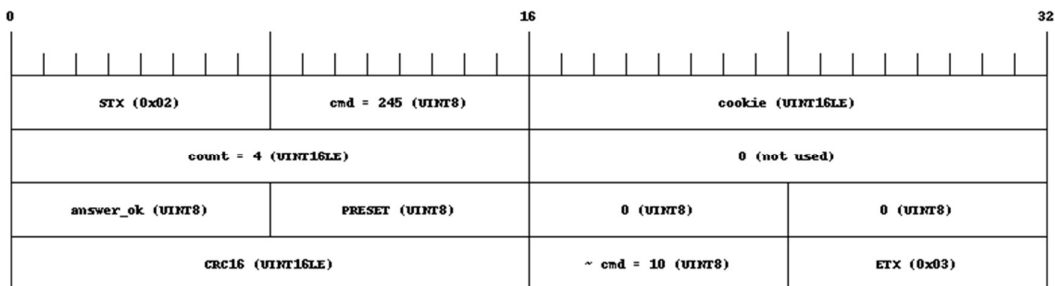 0 16 32
STX (0x02) cmd = 245 (UINT8) cookie (UINT16LE)
count = 4 (UINT16LE) 0 (not used)
answer_ok (UINT8) PRESET (UINT8) 0 (UINT8) 0 (UINT8)
CRC16 (UINT16LE) ~ cmd = 10 (UINT8) ETX (0x03)